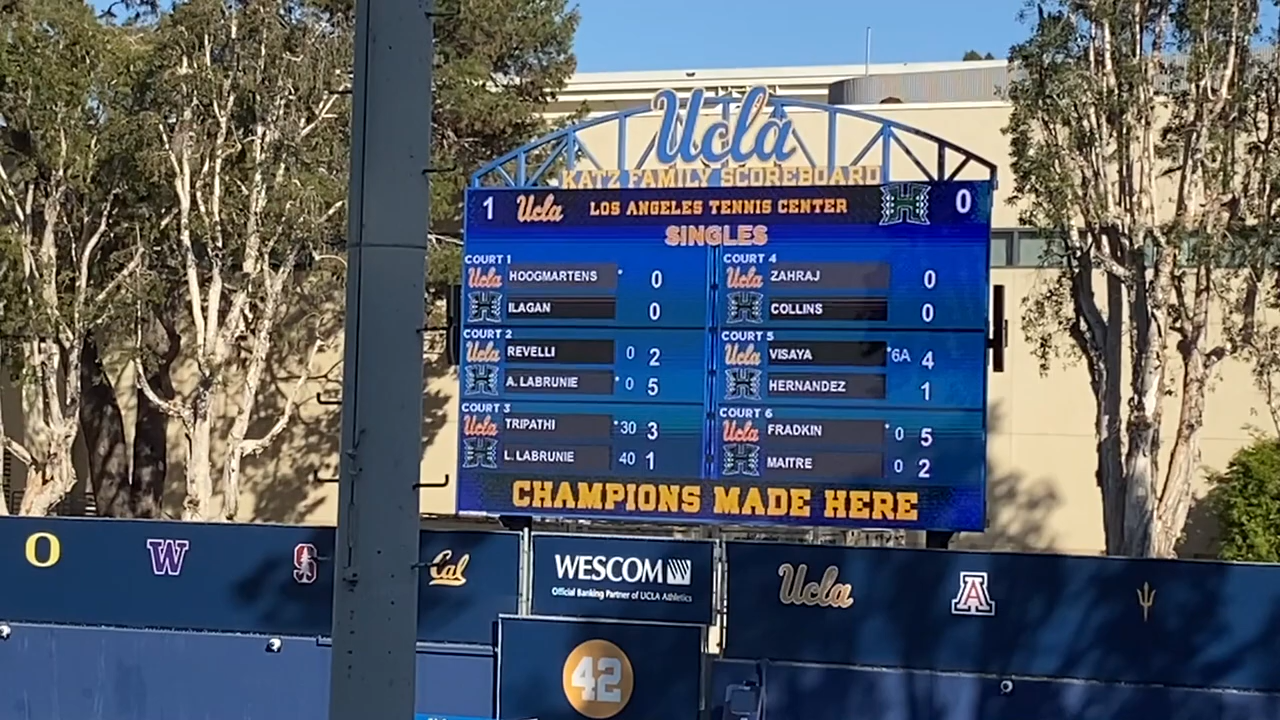 Ucla
KATZ FAMILY SCOREBOARD
1 Ucla LOS ANGELES TENNIS CENTER H 0
SINGLES
COURT 1
Ucla HOOGMARTENS * 0
H ILAGAN 0
COURT 2
Ucla REVELLI 0 2
H A. LABRUNIE * 0 5
COURT 3
Ucla TRIPATHI *30 3
H L. LABRUNIE 40 1
COURT 4
Ucla ZAHRAJ 0
H COLLINS 0
COURT 5
Ucla VISAYA *6A 4
H HERNANDEZ 1
COURT 6
Ucla FRADKIN * 0 5
H MAITRE 0 2
CHAMPIONS MADE HERE
O W S Cal
WESCOM
Official Banking Partner of UCLA Athletics
Ucla A
42